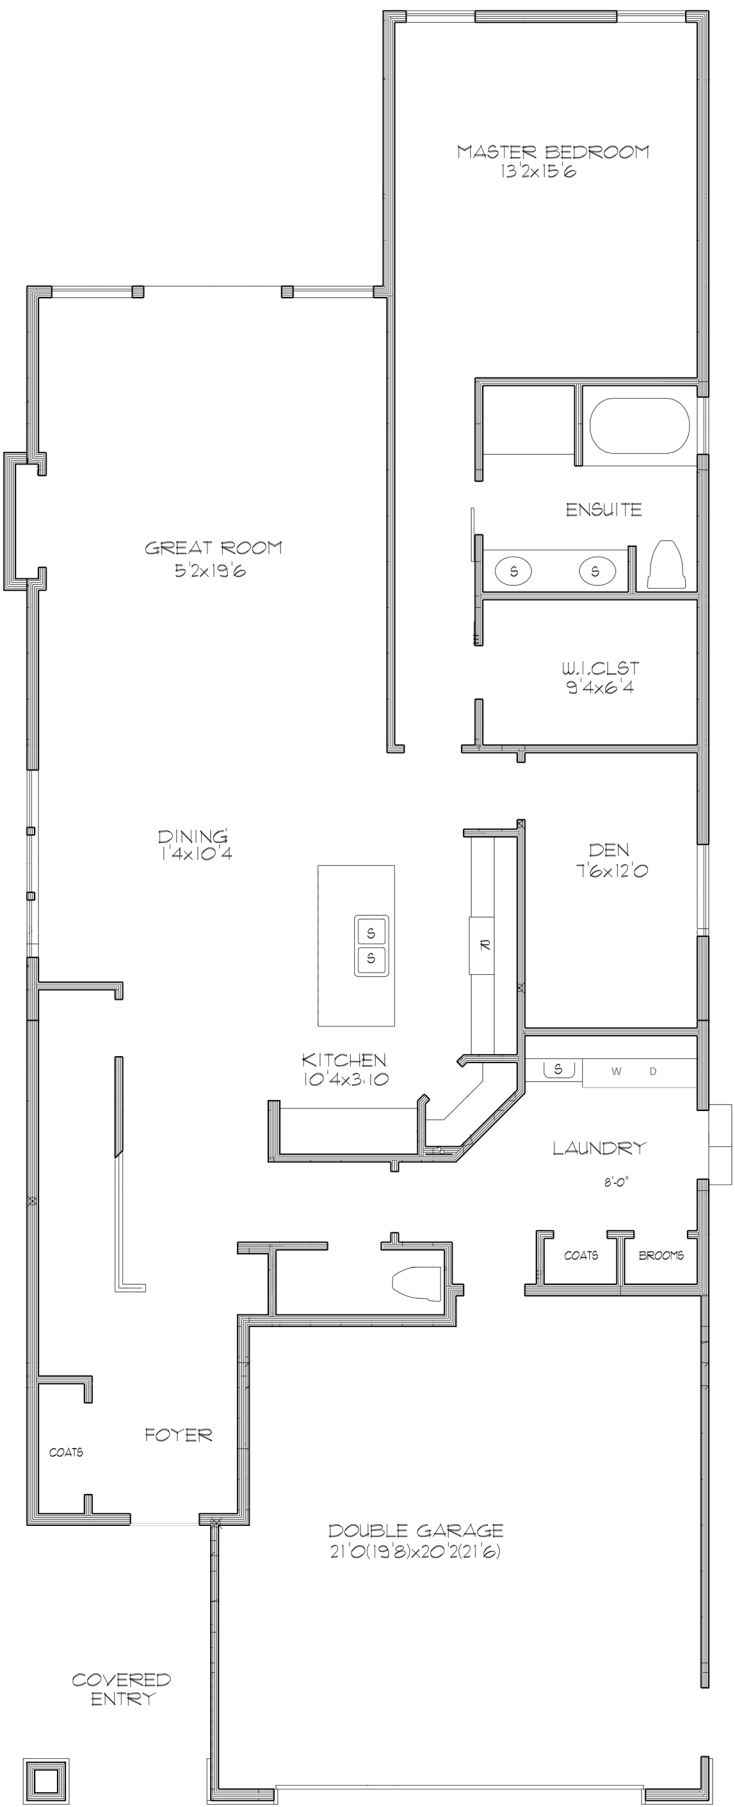 MASTER BEDROOM
13'2x15'6
ENSUITE
S S
GREAT ROOM
5'2x19'6
W.I.CLST
9'4x6'4
DINING
1'4x10'4
DEN
7'6x12'0
S
S
R
KITCHEN
10'4x3'10
S W D
LAUNDRY
8'-0"
COATS BROOMS
FOYER
COATS
DOUBLE GARAGE
21'0(19'8)x20'2(21'6)
COVERED
ENTRY